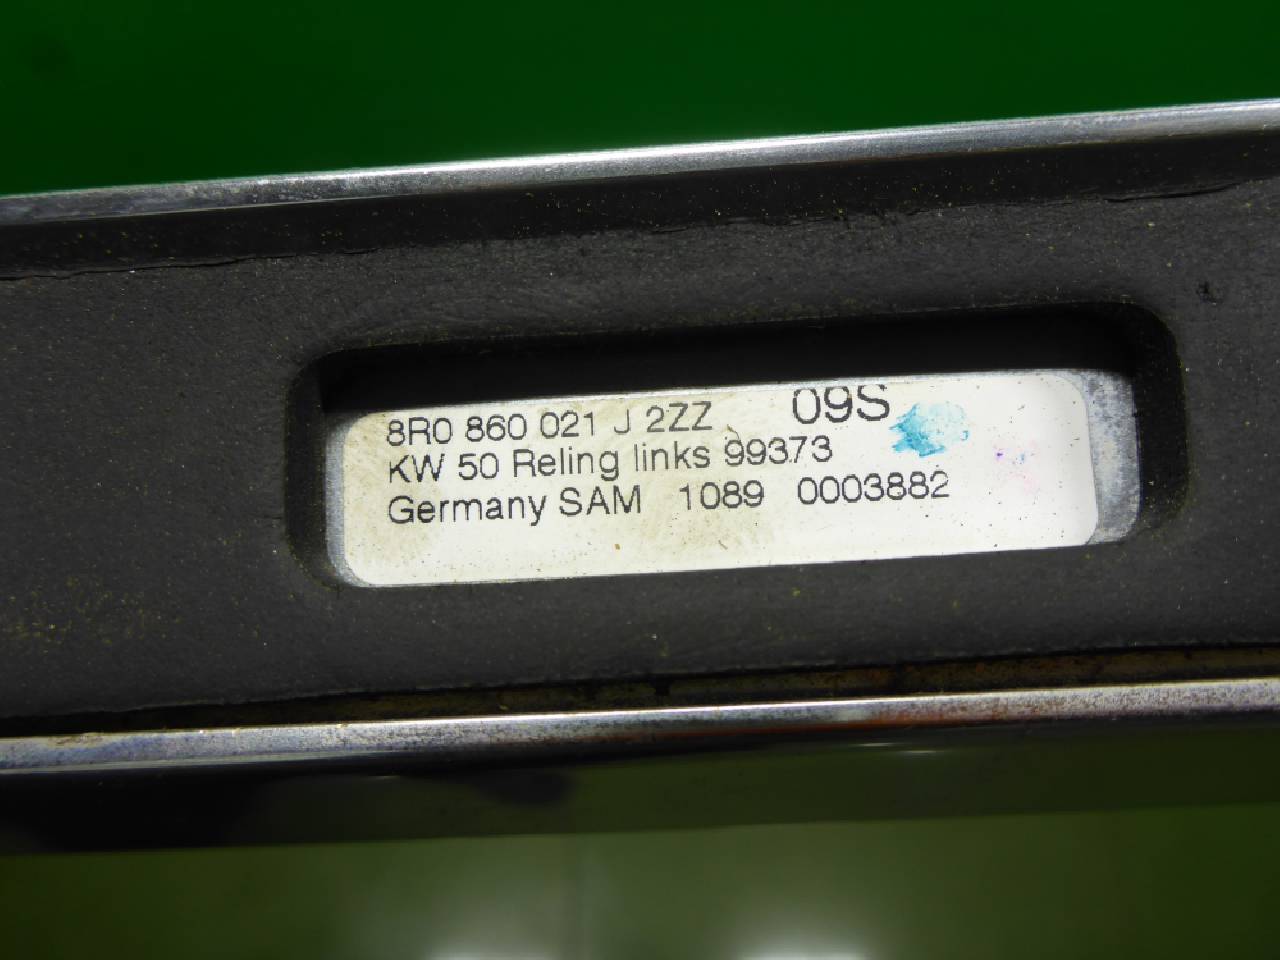 8R0 860 021 J 2ZZ 09S
KW 50 Reling links 99373
Germany SAM 1089 0003882